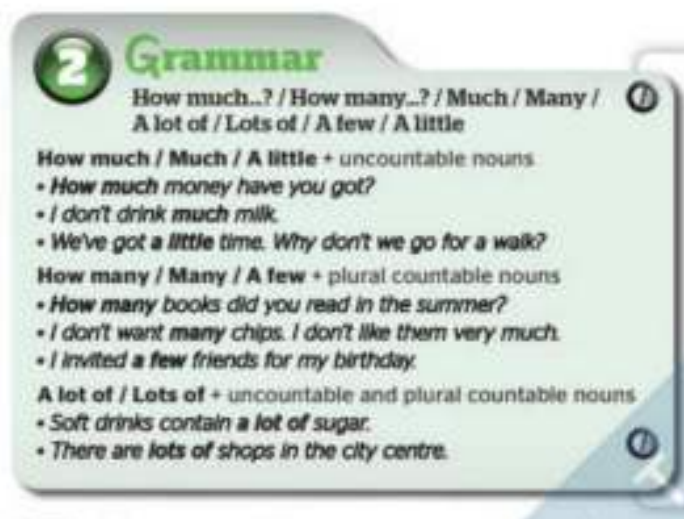 2 Grammar
How much...? / How many...? / Much / Many /
A lot of / Lots of / A few / A little
How much / Much / A little + uncountable nouns
• How much money have you got?
• I don't drink much milk.
• We've got a little time. Why don't we go for a walk?
How many / Many / A few + plural countable nouns
• How many books did you read in the summer?
• I don't want many chips. I don't like them very much.
• I invited a few friends for my birthday.
A lot of / Lots of + uncountable and plural countable nouns
• Soft drinks contain a lot of sugar.
• There are lots of shops in the city centre.